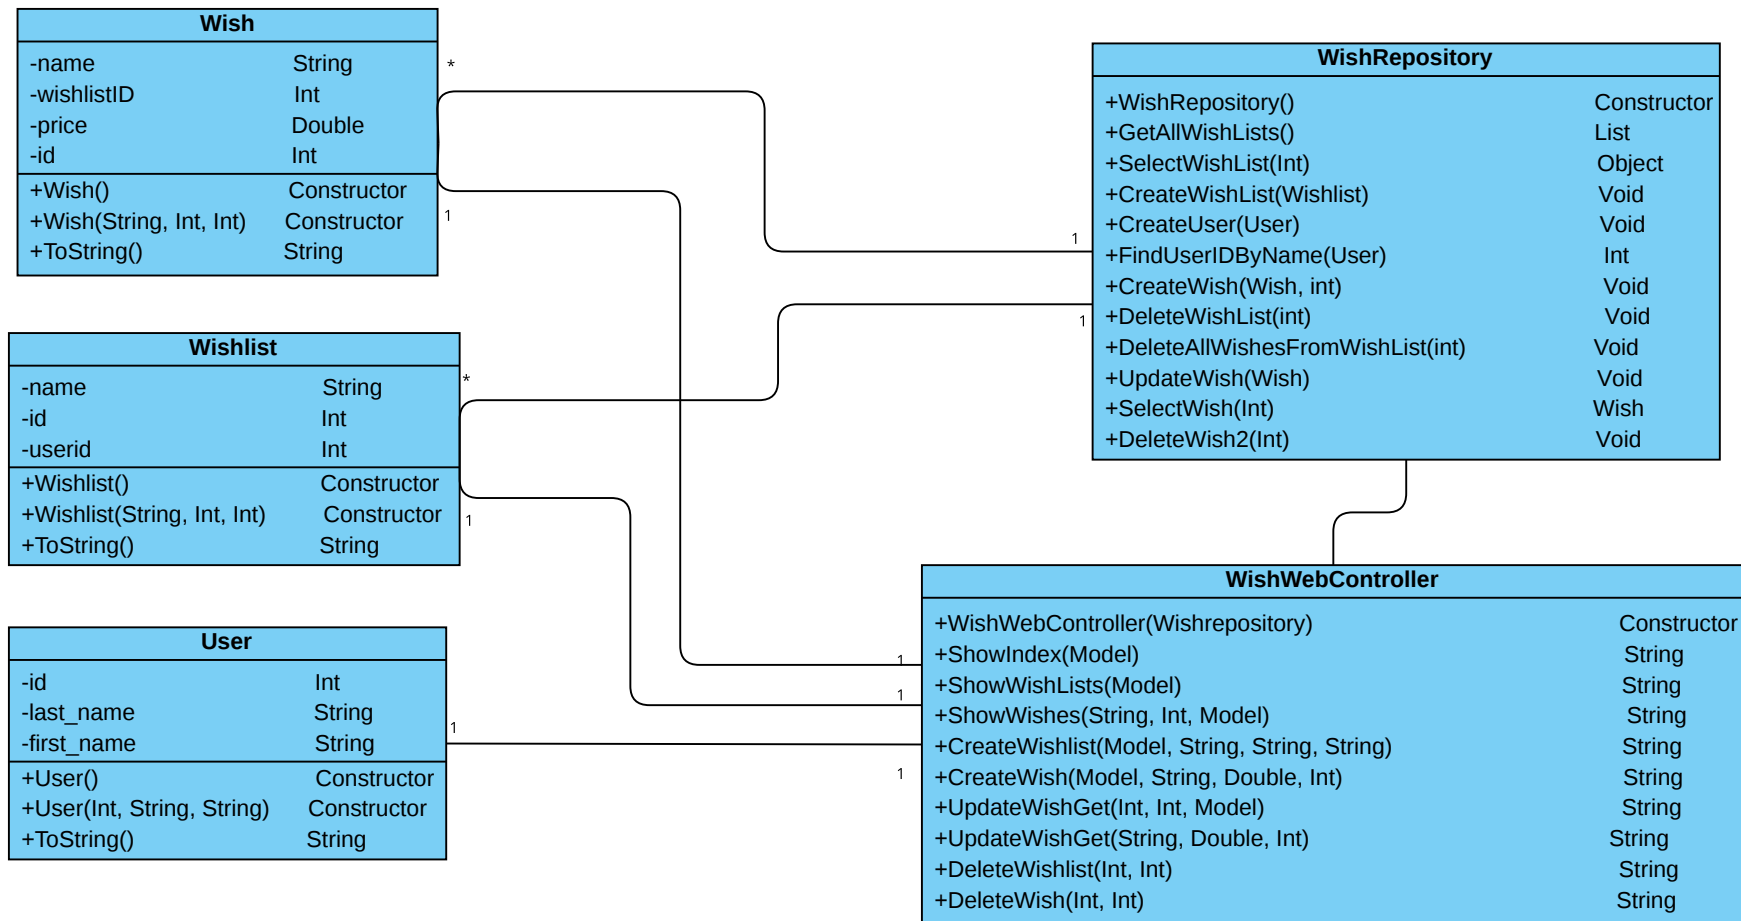 Wish
-name String
-wishlistID Int
-price Double
-id Int
+Wish() Constructor
+Wish(String, Int, Int) Constructor
+ToString() String
*
1
Wishlist
-name String
-id Int
-userid Int
+Wishlist() Constructor
+Wishlist(String, Int, Int) Constructor
+ToString() String
*
1
User
-id Int
-last_name String
-first_name String
+User() Constructor
+User(Int, String, String) Constructor
+ToString() String
1
WishRepository
+WishRepository() Constructor
+GetAllWishLists() List
+SelectWishList(Int) Object
+CreateWishList(Wishlist) Void
+CreateUser(User) Void
+FindUserIDByName(User) Int
+CreateWish(Wish, int) Void
+DeleteWishList(int) Void
+DeleteAllWishesFromWishList(int) Void
+UpdateWish(Wish) Void
+SelectWish(Int) Wish
+DeleteWish2(Int) Void
1
1
WishWebController
+WishWebController(Wishrepository) Constructor
+ShowIndex(Model) String
+ShowWishLists(Model) String
+ShowWishes(String, Int, Model) String
+CreateWishlist(Model, String, String, String) String
+CreateWish(Model, String, Double, Int) String
+UpdateWishGet(Int, Int, Model) String
+UpdateWishGet(String, Double, Int) String
+DeleteWishlist(Int, Int) String
+DeleteWish(Int, Int) String
1
1
1